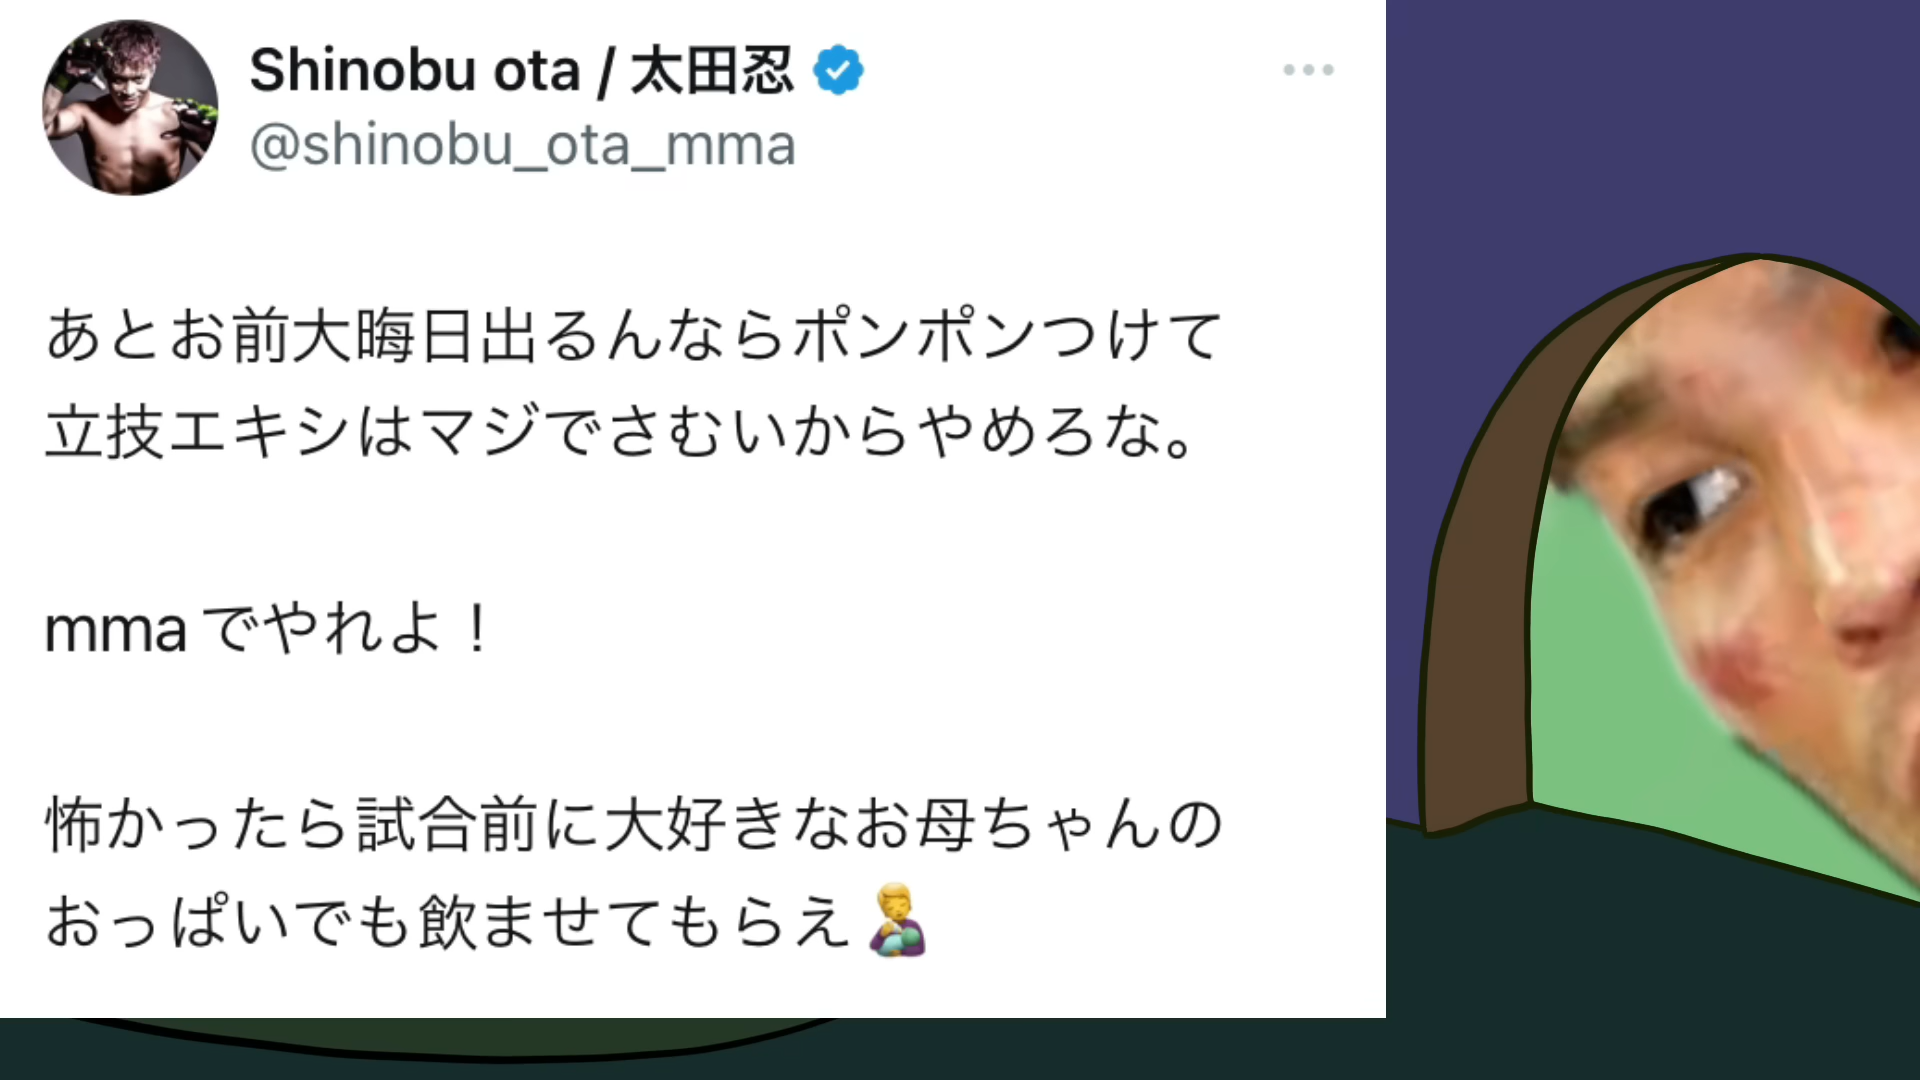 Shinobu ota / 太田忍
@shinobu_ota_mma
あとお前大晦日出るんならポンポンつけて
立技エキシはマジでさむいからやめろな。
mmaでやれよ！
怖かったら試合前に大好きなお母ちゃんの
おっぱいでも飲ませてもらえ🧑‍🍼